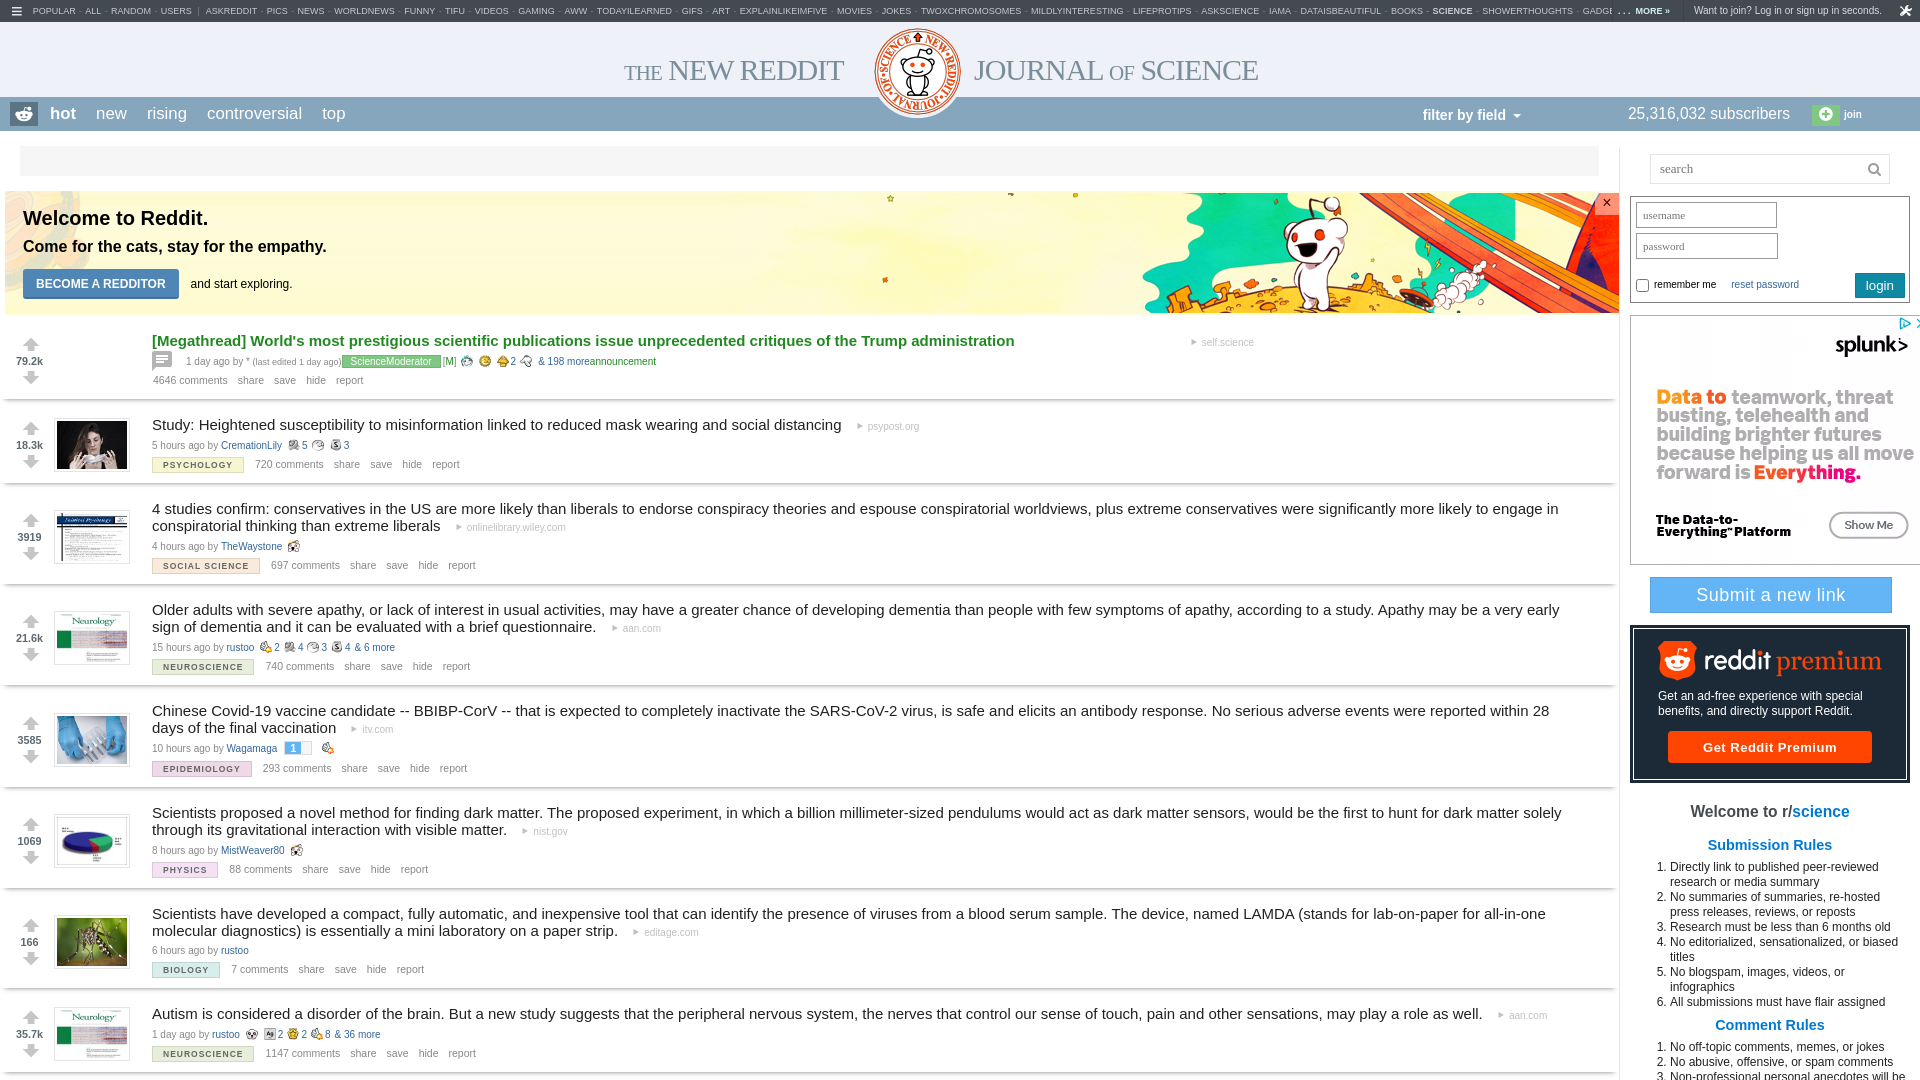 POPULAR - ALL - RANDOM - USERS | ASKREDDIT - PICS - NEWS - WORLDNEWS - FUNNY - TIFU - VIDEOS - GAMING - AWW - TODAYILEARNED - GIFS - ART - EXPLAINLIKEIMFIVE - MOVIES - JOKES - TWOXCHROMOSOMES - MILDLYINTERESTING - LIFEPROTIPS - ASKSCIENCE - IAMA - DATAISBEAUTIFUL - BOOKS - SCIENCE - SHOWERTHOUGHTS - GADGE ... MORE » Want to join? Log in or sign up in seconds.
THE NEW REDDIT JOURNAL OF SCIENCE
NEW·REDDIT·JOURNAL·OF·SCIENCE
hot new rising controversial top filter by field 25,316,032 subscribers join
search
Welcome to Reddit.
Come for the cats, stay for the empathy.
BECOME A REDDITOR and start exploring.
×
username
password
remember me reset password login
[Megathread] World's most prestigious scientific publications issue unprecedented critiques of the Trump administration self.science
79.2k
1 day ago by * (last edited 1 day ago) ScienceModerator [M] 2 & 198 more announcement
4646 comments share save hide report
Study: Heightened susceptibility to misinformation linked to reduced mask wearing and social distancing psypost.org
18.3k
5 hours ago by CremationLily 5 3
PSYCHOLOGY 720 comments share save hide report
4 studies confirm: conservatives in the US are more likely than liberals to endorse conspiracy theories and espouse conspiratorial worldviews, plus extreme conservatives were significantly more likely to engage in
conspiratorial thinking than extreme liberals onlinelibrary.wiley.com
3919
Political Psychology
4 hours ago by TheWaystone
SOCIAL SCIENCE 697 comments share save hide report
Older adults with severe apathy, or lack of interest in usual activities, may have a greater chance of developing dementia than people with few symptoms of apathy, according to a study. Apathy may be a very early
sign of dementia and it can be evaluated with a brief questionnaire. aan.com
21.6k
Neurology
15 hours ago by rustoo 2 4 3 4 & 6 more
NEUROSCIENCE 740 comments share save hide report
Chinese Covid-19 vaccine candidate -- BBIBP-CorV -- that is expected to completely inactivate the SARS-CoV-2 virus, is safe and elicits an antibody response. No serious adverse events were reported within 28
days of the final vaccination itv.com
3585
10 hours ago by Wagamaga 1
EPIDEMIOLOGY 293 comments share save hide report
Scientists proposed a novel method for finding dark matter. The proposed experiment, in which a billion millimeter-sized pendulums would act as dark matter sensors, would be the first to hunt for dark matter solely
through its gravitational interaction with visible matter. nist.gov
1069
8 hours ago by MistWeaver80
PHYSICS 88 comments share save hide report
Scientists have developed a compact, fully automatic, and inexpensive tool that can identify the presence of viruses from a blood serum sample. The device, named LAMDA (stands for lab-on-paper for all-in-one
molecular diagnostics) is essentially a mini laboratory on a paper strip. editage.com
166
6 hours ago by rustoo
BIOLOGY 7 comments share save hide report
Autism is considered a disorder of the brain. But a new study suggests that the peripheral nervous system, the nerves that control our sense of touch, pain and other sensations, may play a role as well. aan.com
35.7k
Neurology
1 day ago by rustoo Ag 2 2 8 & 36 more
NEUROSCIENCE 1147 comments share save hide report
splunk>
Data to teamwork, threat
busting, telehealth and
building brighter futures
because helping us all move
forward is Everything.
The Data-to-
Everything™ Platform
Show Me
Submit a new link
reddit premium
Get an ad-free experience with special
benefits, and directly support Reddit.
Get Reddit Premium
Welcome to r/science
Submission Rules
1. Directly link to published peer-reviewed
research or media summary
2. No summaries of summaries, re-hosted
press releases, reviews, or reposts
3. Research must be less than 6 months old
4. No editorialized, sensationalized, or biased
titles
5. No blogspam, images, videos, or
infographics
6. All submissions must have flair assigned
Comment Rules
1. No off-topic comments, memes, or jokes
2. No abusive, offensive, or spam comments
3. Non-professional personal anecdotes will be